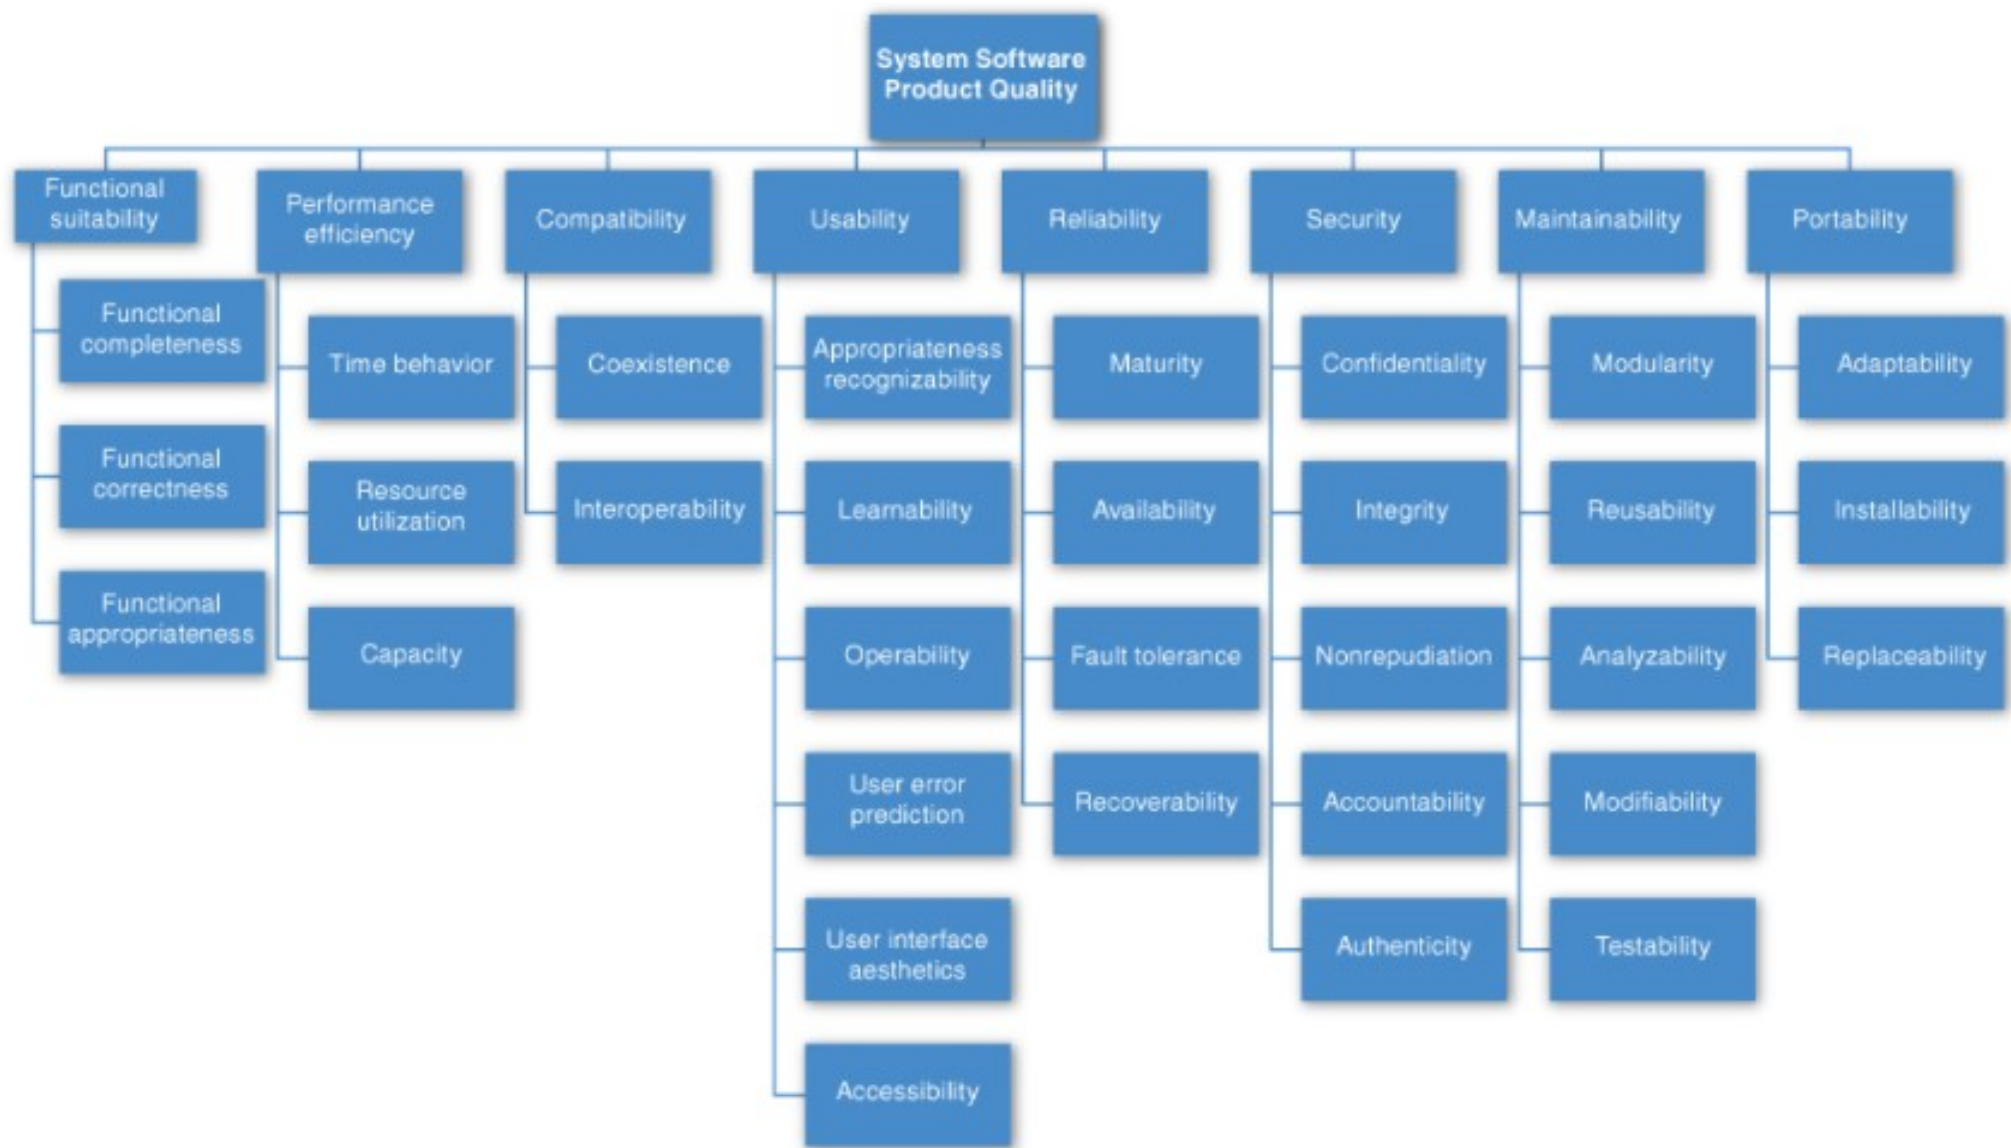 System Software
Product Quality
Functional
suitability
Performance
efficiency
Compatibility
Usability
Reliability
Security
Maintainability
Portability
Functional
completeness
Functional
correctness
Functional
appropriateness
Time behavior
Resource
utilization
Capacity
Coexistence
Interoperability
Appropriateness
recognizability
Learnability
Operability
User error
prediction
User interface
aesthetics
Accessibility
Maturity
Availability
Fault tolerance
Recoverability
Confidentiality
Integrity
Nonrepudiation
Accountability
Authenticity
Modularity
Reusability
Analyzability
Modifiability
Testability
Adaptability
Installability
Replaceability